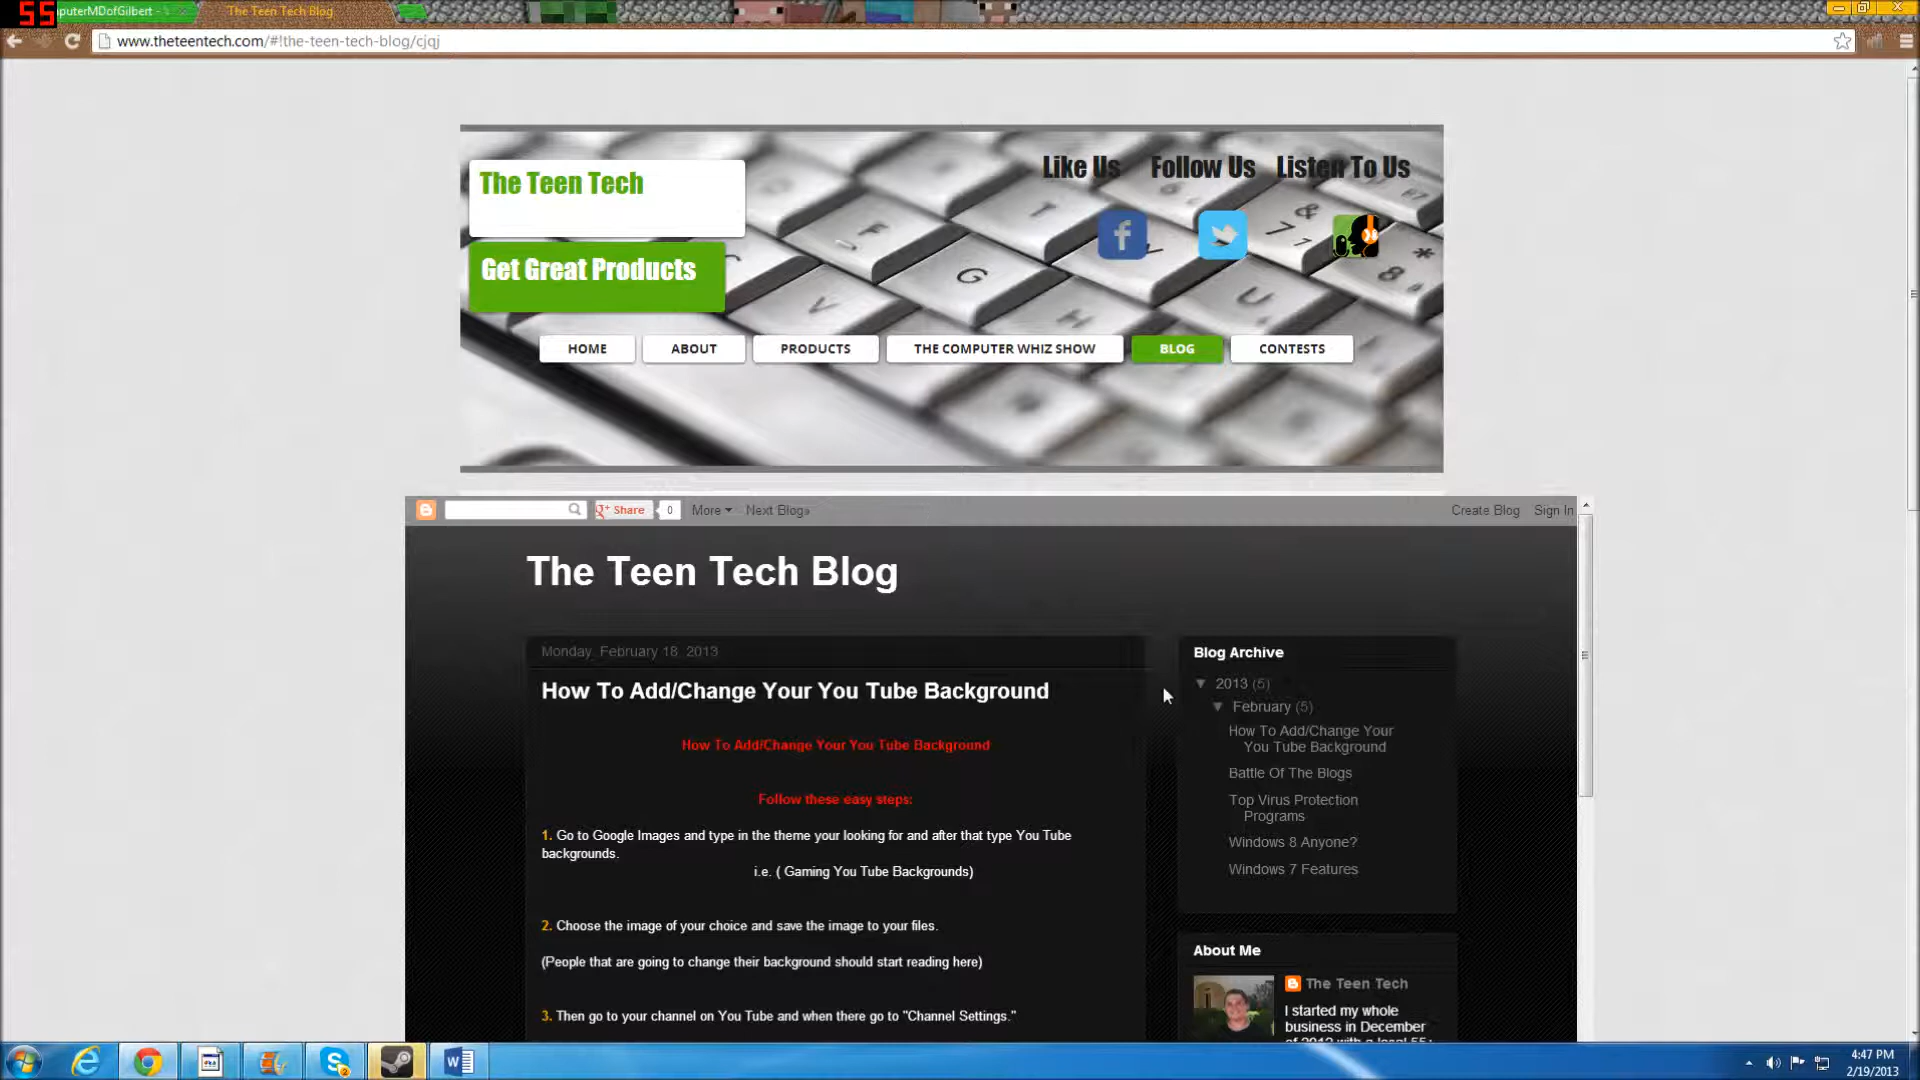 55
puterMDofGilbert -
The Teen Tech Blog
www.theteentech.com/#!the-teen-tech-blog/cjqj
Like Us Follow Us Listen To Us
The Teen Tech
Get Great Products
HOME ABOUT PRODUCTS THE COMPUTER WHIZ SHOW BLOG CONTESTS
Share 0 More Next Blog» Create Blog Sign In
The Teen Tech Blog
Monday, February 18, 2013
How To Add/Change Your You Tube Background
How To Add/Change Your You Tube Background
Follow these easy steps:
1. Go to Google Images and type in the theme your looking for and after that type You Tube
backgrounds.
i.e. ( Gaming You Tube Backgrounds)
2. Choose the image of your choice and save the image to your files.
(People that are going to change their background should start reading here)
3. Then go to your channel on You Tube and when there go to "Channel Settings."
Blog Archive
▼ 2013 (5)
▼ February (5)
How To Add/Change Your
You Tube Background
Battle Of The Blogs
Top Virus Protection
Programs
Windows 8 Anyone?
Windows 7 Features
About Me
The Teen Tech
I started my whole
business in December
of 2012 with a local 55+
4:47 PM
2/19/2013